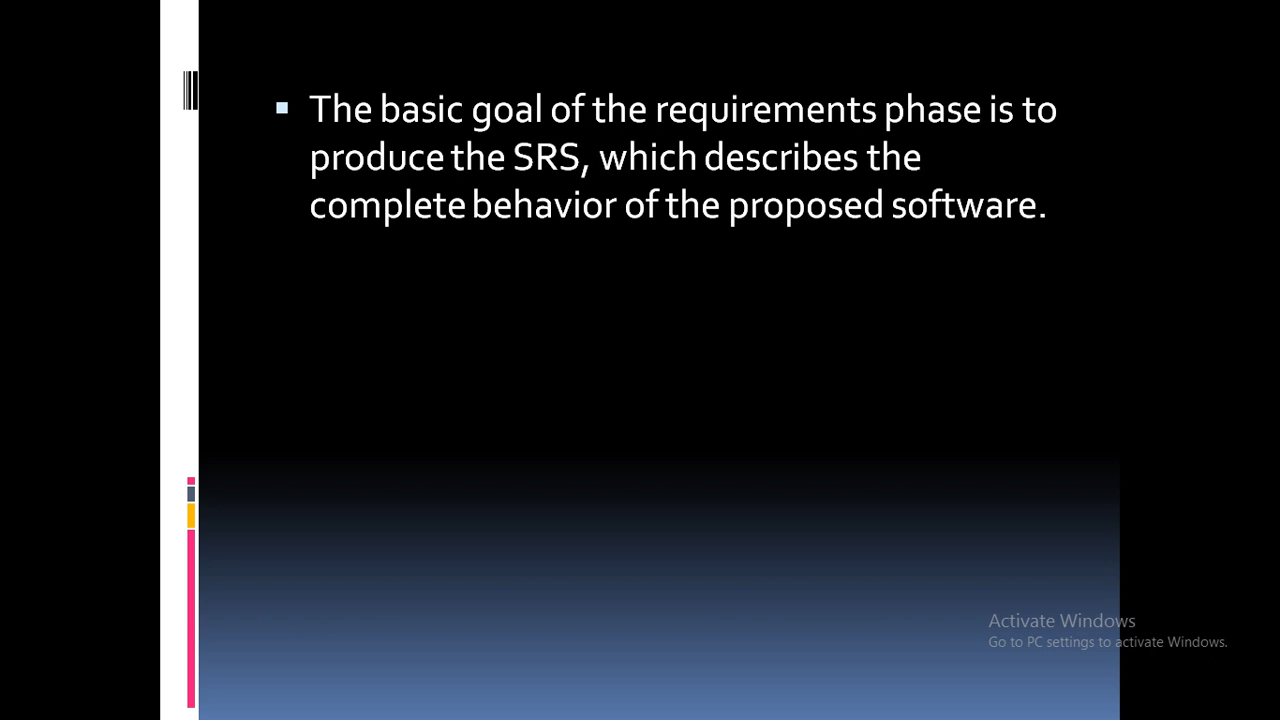 The basic goal of the requirements phase is to
produce the SRS, which describes the
complete behavior of the proposed software.
Activate Windows
Go to PC settings to activate Windows.